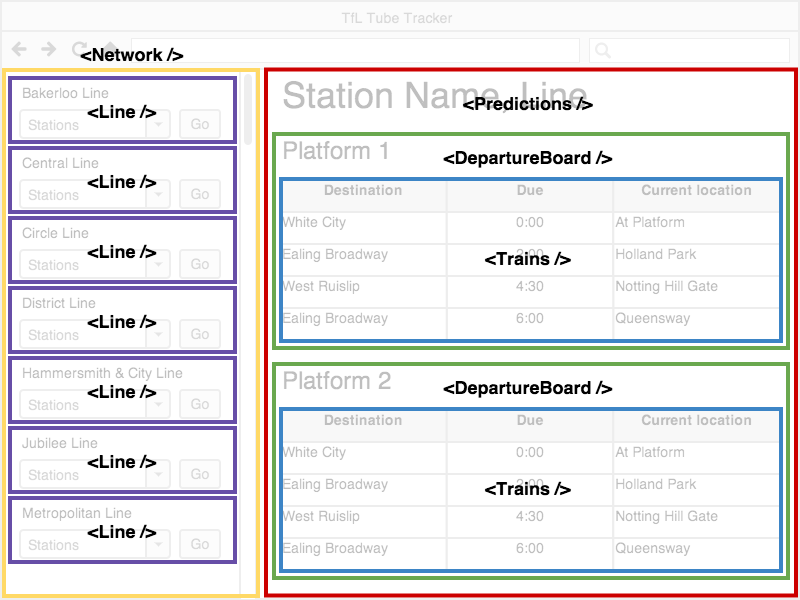 TfL Tube Tracker
<Network />
Bakerloo Line
<Line />
Stations
Go
Central Line
<Line />
Stations
Go
Circle Line
<Line />
Stations
Go
District Line
<Line />
Stations
Go
Hammersmith & City Line
<Line />
Stations
Go
Jubilee Line
<Line />
Stations
Go
Metropolitan Line
<Line />
Stations
Go
Station Name, Line
<Predictions />
Platform 1
<DepartureBoard />
Destination Due Current location
White City 0:00 At Platform
Ealing Broadway Holland Park
<Trains />
West Ruislip 4:30 Notting Hill Gate
Ealing Broadway 6:00 Queensway
Platform 2
<DepartureBoard />
Destination Due Current location
White City 0:00 At Platform
Ealing Broadway Holland Park
<Trains />
West Ruislip 4:30 Notting Hill Gate
Ealing Broadway 6:00 Queensway